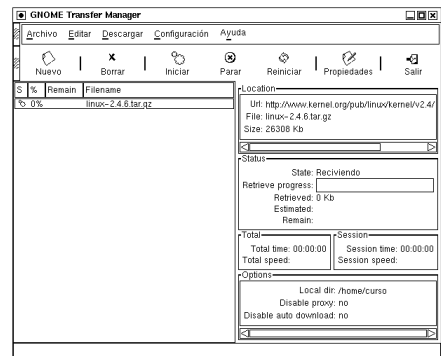 GNOME Transfer Manager
Archivo Editar Descargar Configuración Ayuda
Nuevo Borrar Iniciar Parar Reiniciar Propiedades Salir
S % Remain Filename
0% linux-2.4.6.tar.gz
Location
Url: http://www.kernel.org/pub/linux/kernel/v2.4/
File: linux-2.4.6.tar.gz
Size: 26308 Kb
Status
State: Reciviendo
Retrieve progress:
Retrieved: 0 Kb
Estimated:
Remain:
Total
Total time: 00:00:00
Total speed:
Session
Session time: 00:00:00
Session speed:
Options
Local dir: /home/curso
Disable proxy: no
Disable auto download: no